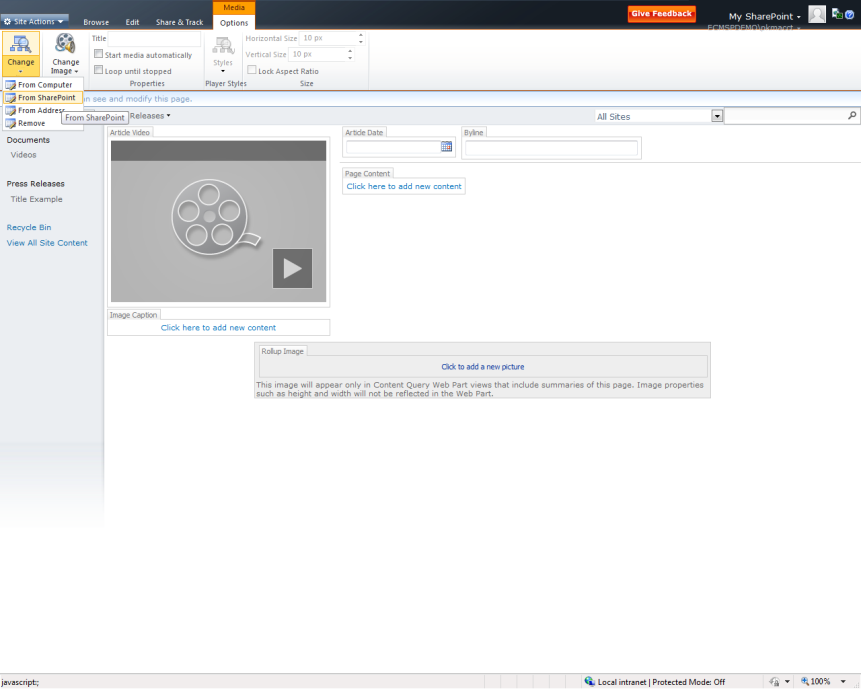 Media
Site Actions Browse Edit Share & Track Options
Give Feedback My SharePoint
ECMSPDEMO\okmacct
Change
Change Image
Title
Start media automatically
Loop until stopped
Properties
Styles
Player Styles
Horizontal Size 10 px
Vertical Size 10 px
Lock Aspect Ratio
Size
From Computer
From SharePoint
From Address
Remove
From SharePoint
n see and modify this page.
Releases
All Sites
Documents
Videos
Press Releases
Title Example
Recycle Bin
View All Site Content
Article Video
Article Date
Byline
Page Content
Click here to add new content
Image Caption
Click here to add new content
Rollup Image
Click to add a new picture
This image will appear only in Content Query Web Part views that include summaries of this page. Image properties
such as height and width will not be reflected in the Web Part.
javascript:;
Local intranet | Protected Mode: Off
100%